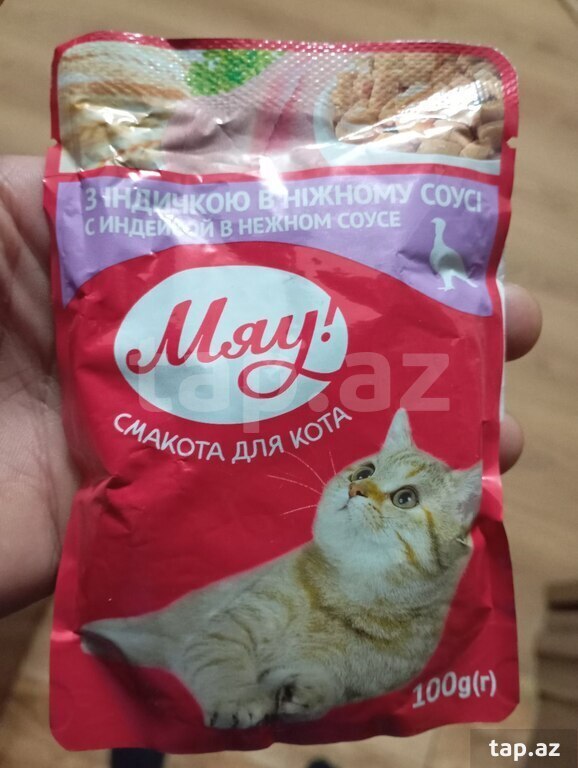 З ІНДИЧКОЮ В НІЖНОМУ СОУСІ
С ИНДЕЙКОЙ В НЕЖНОМ СОУСЕ
Мяу!
tap.az
СМАКОТА ДЛЯ КОТА
100g(г)
tap.az